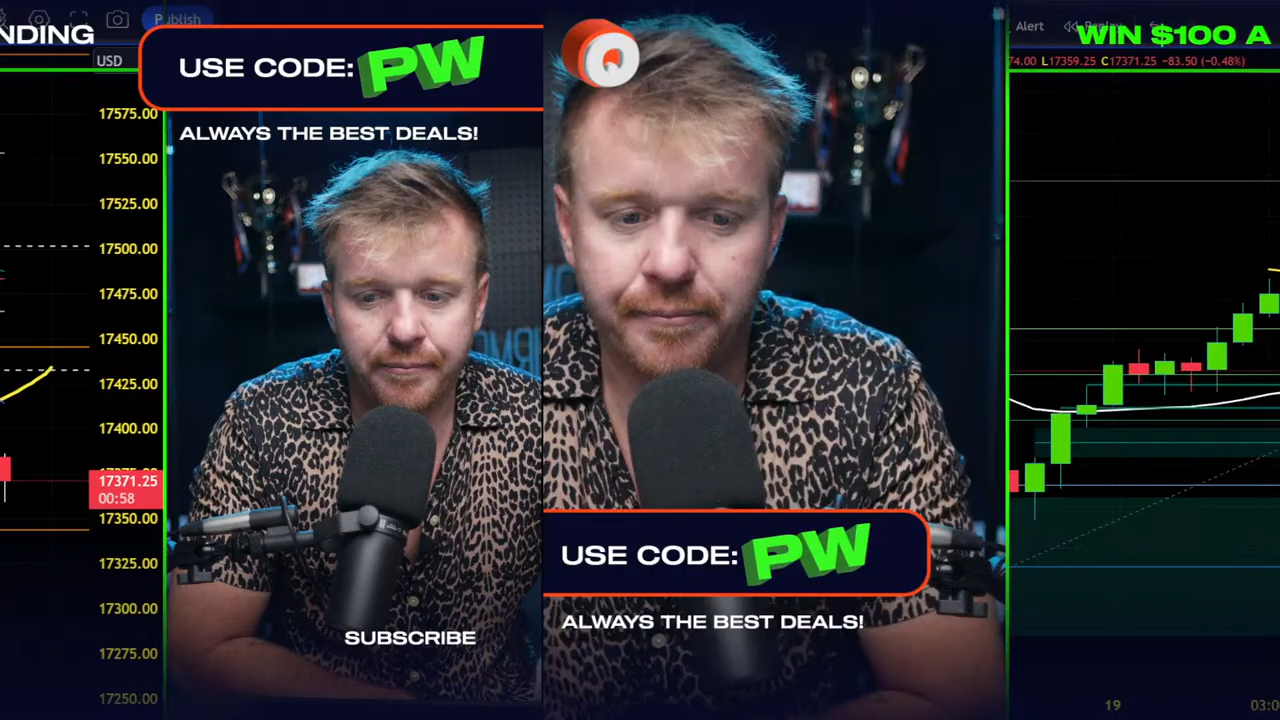 NDING
Publish
USD
USE CODE: PW
ALWAYS THE BEST DEALS!
17575.00
17550.00
17525.00
17500.00
17475.00
17450.00
17425.00
17400.00
17371.25
00:58
17350.00
17325.00
17300.00
17275.00
17250.00
SUBSCRIBE
USE CODE: PW
ALWAYS THE BEST DEALS!
Alert
Replay
WIN $100 A
74.00 L17359.25 C17371.25 −83.50 (−0.48%)
19
03:0